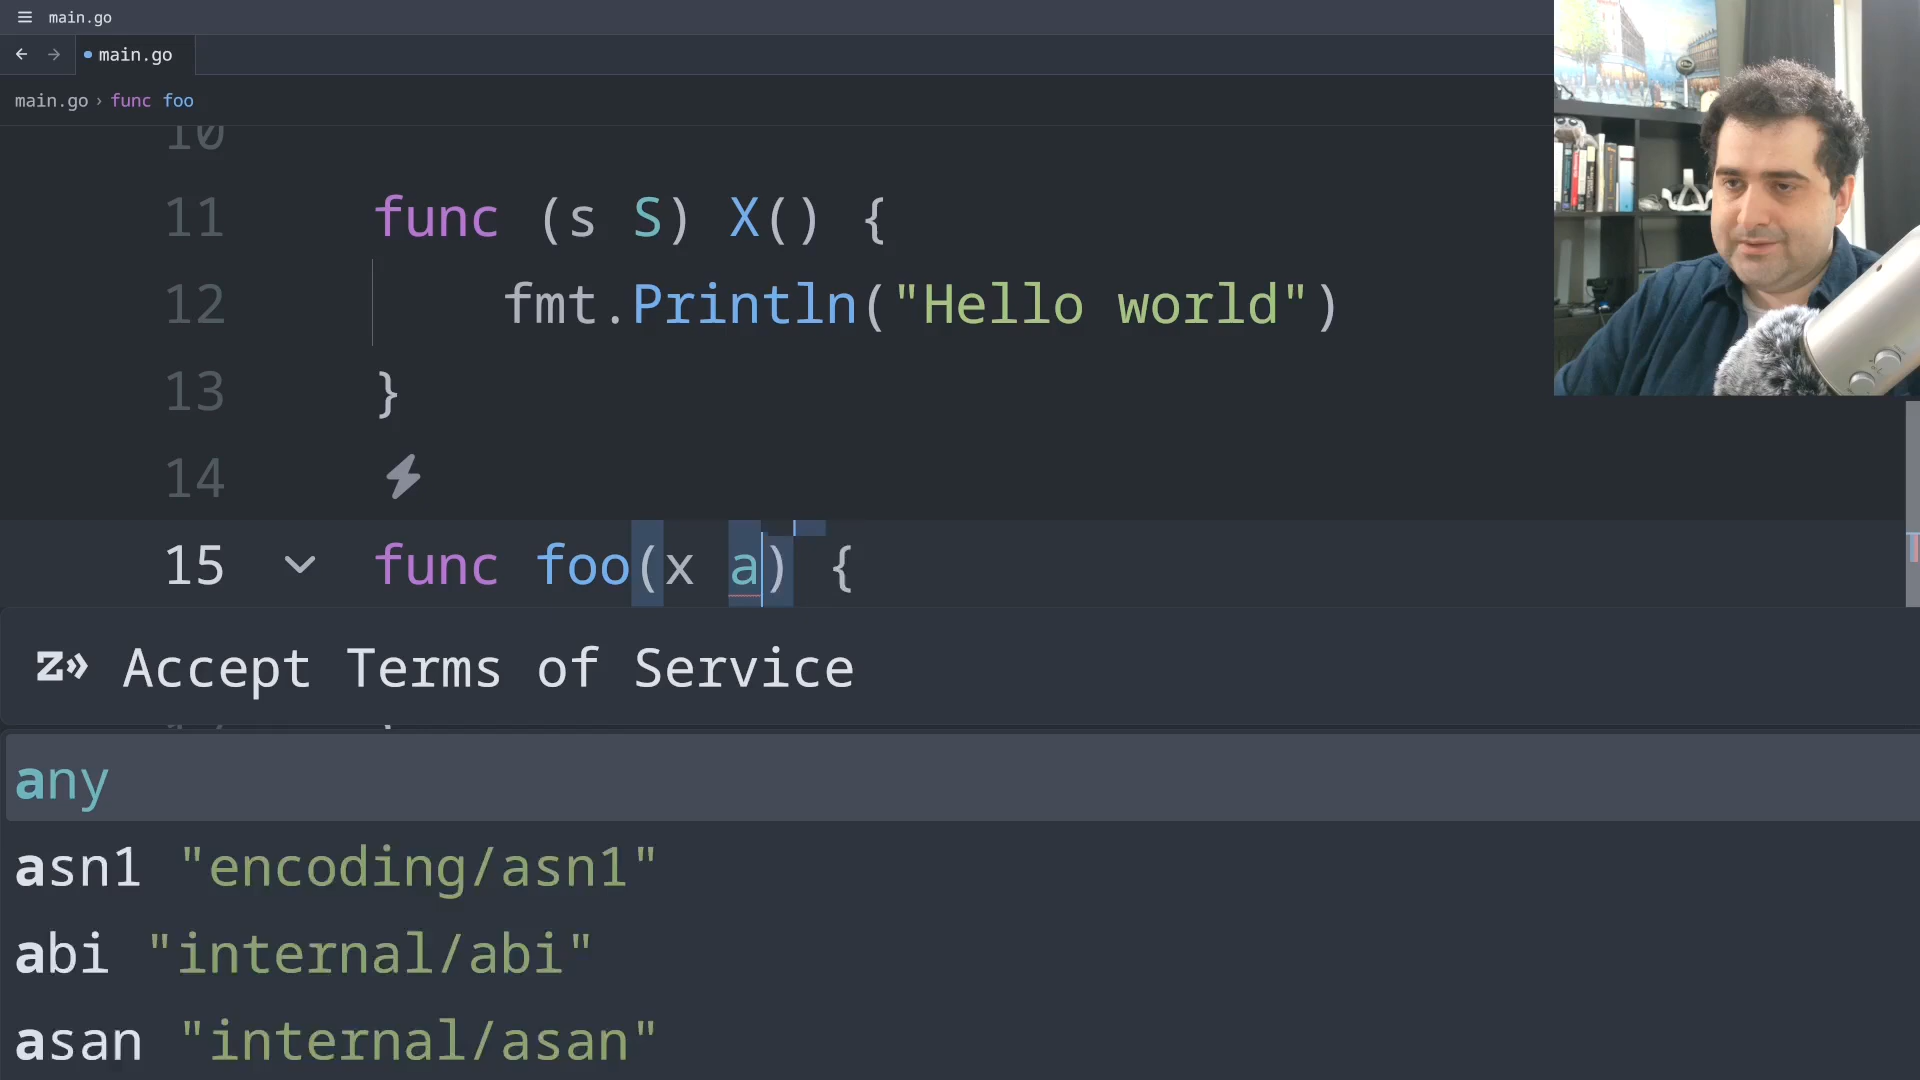 main.go
main.go
main.go › func foo
10
11 func (s S) X() {
12 fmt.Println("Hello world")
13 }
14
15 func foo(x a) {
Accept Terms of Service
any
asn1 "encoding/asn1"
abi "internal/abi"
asan "internal/asan"